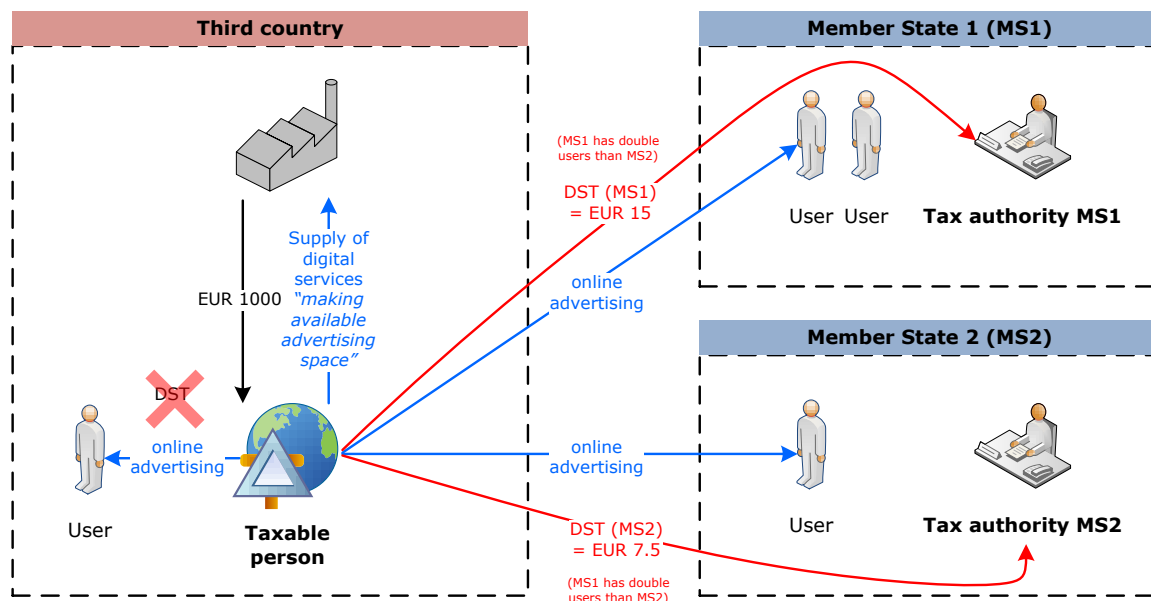 Third country
EUR 1000
Supply of
digital
services
“making
available
advertising
space”
DST
online
advertising
User
Taxable
person
(MS1 has double
users than MS2)
DST (MS1)
= EUR 15
online
advertising
online
advertising
DST (MS2)
= EUR 7.5
(MS1 has double
users than MS2)
Member State 1 (MS1)
User User
Tax authority MS1
Member State 2 (MS2)
User
Tax authority MS2